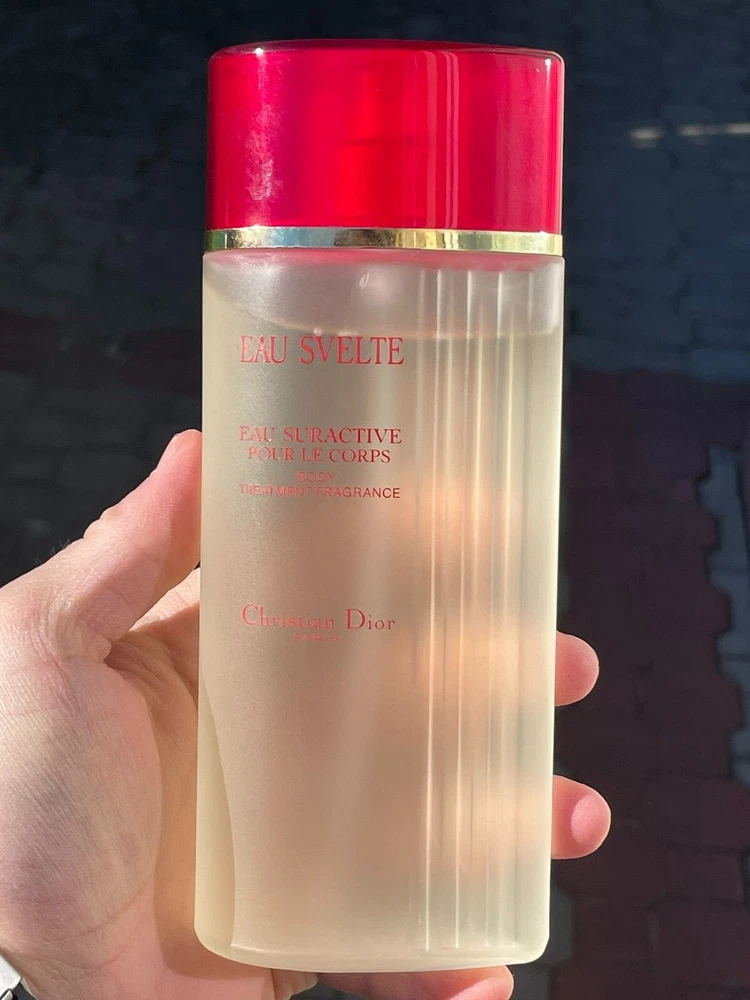 EAU SVELTE
EAU SURACTIVE
POUR LE CORPS
BODY
TREATMENT FRAGRANCE
Christian Dior
PARIS